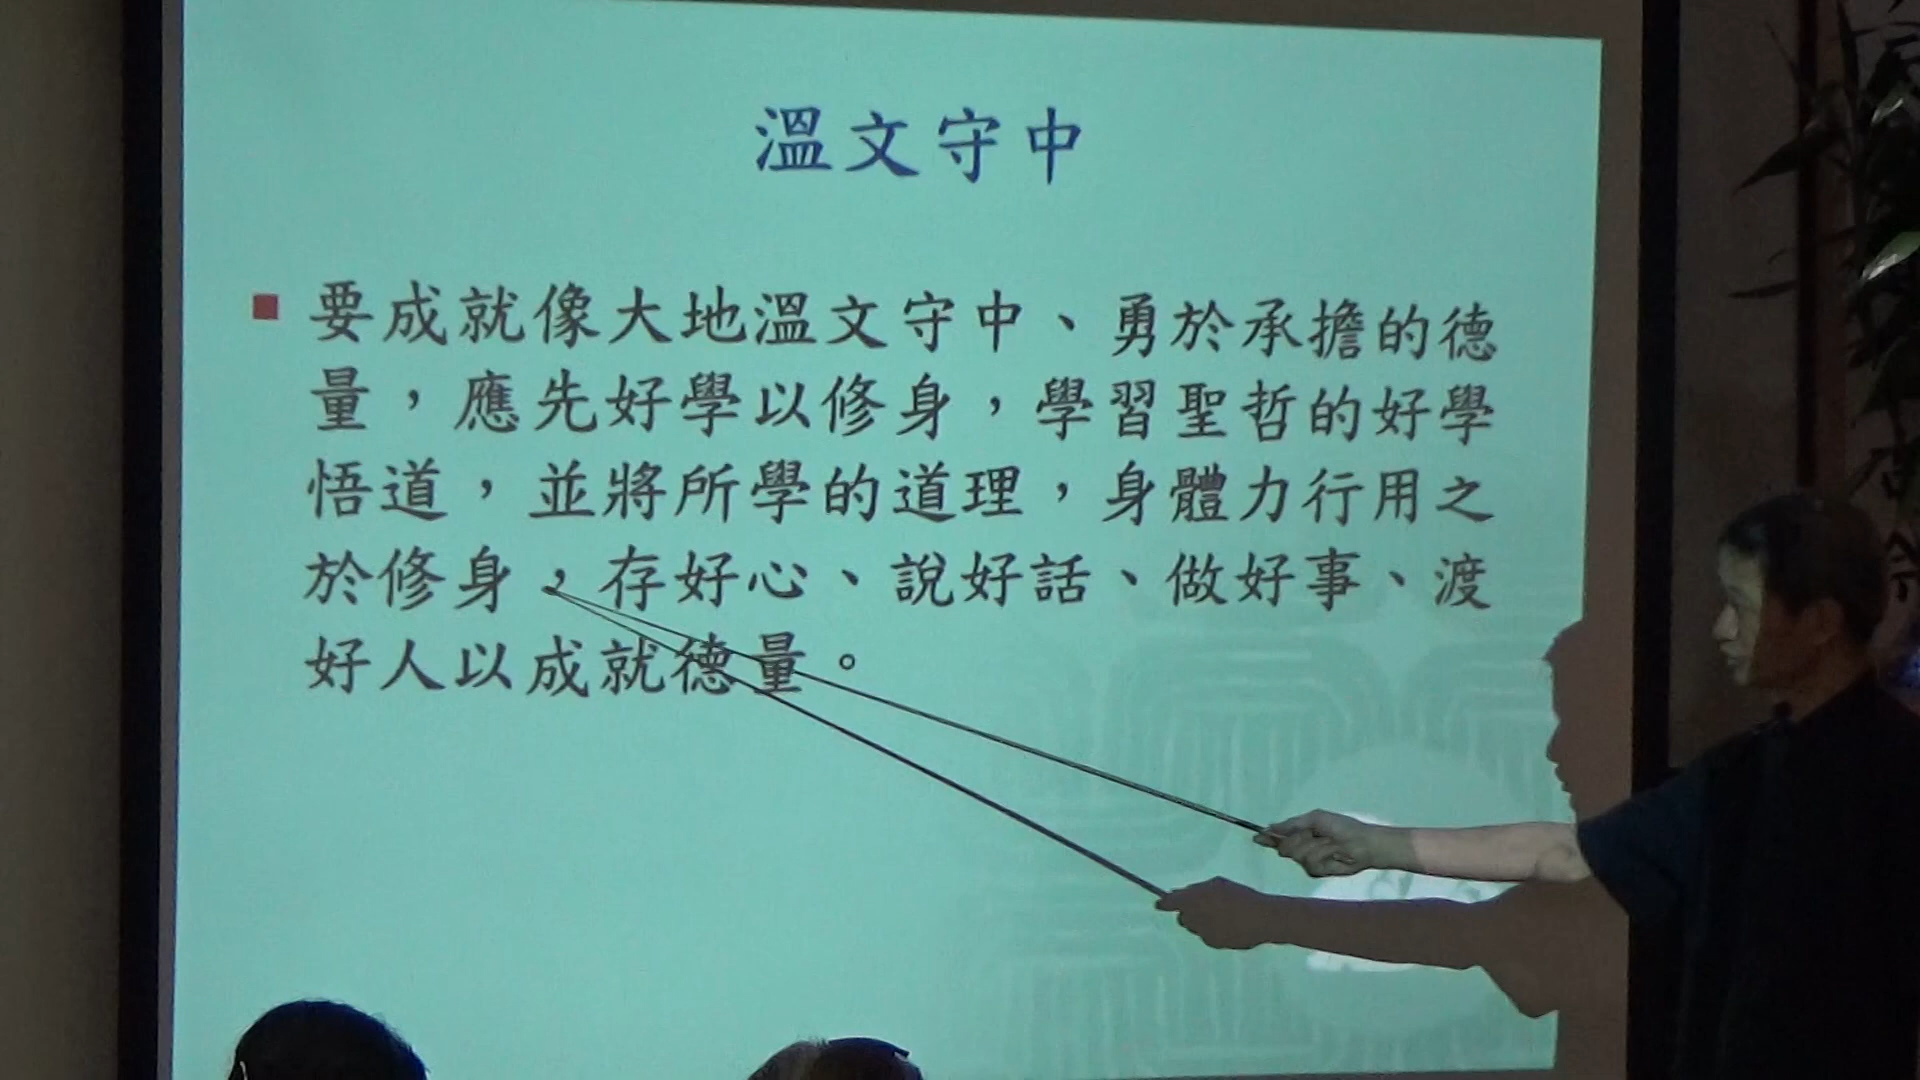 溫文守中
要成就像大地溫文守中、勇於承擔的德
量，應先好學以修身，學習聖哲的好學
悟道，並將所學的道理，身體力行用之
於修身，存好心、說好話、做好事、渡
好人以成就德量。